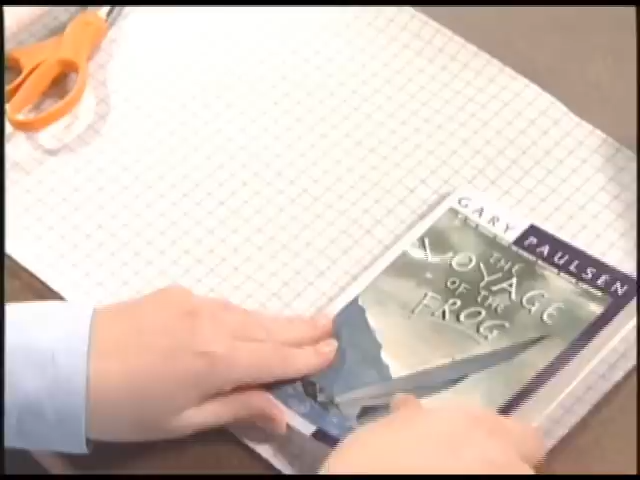 GARY PAULSEN
THE
VOYAGE
OF THE
FROG